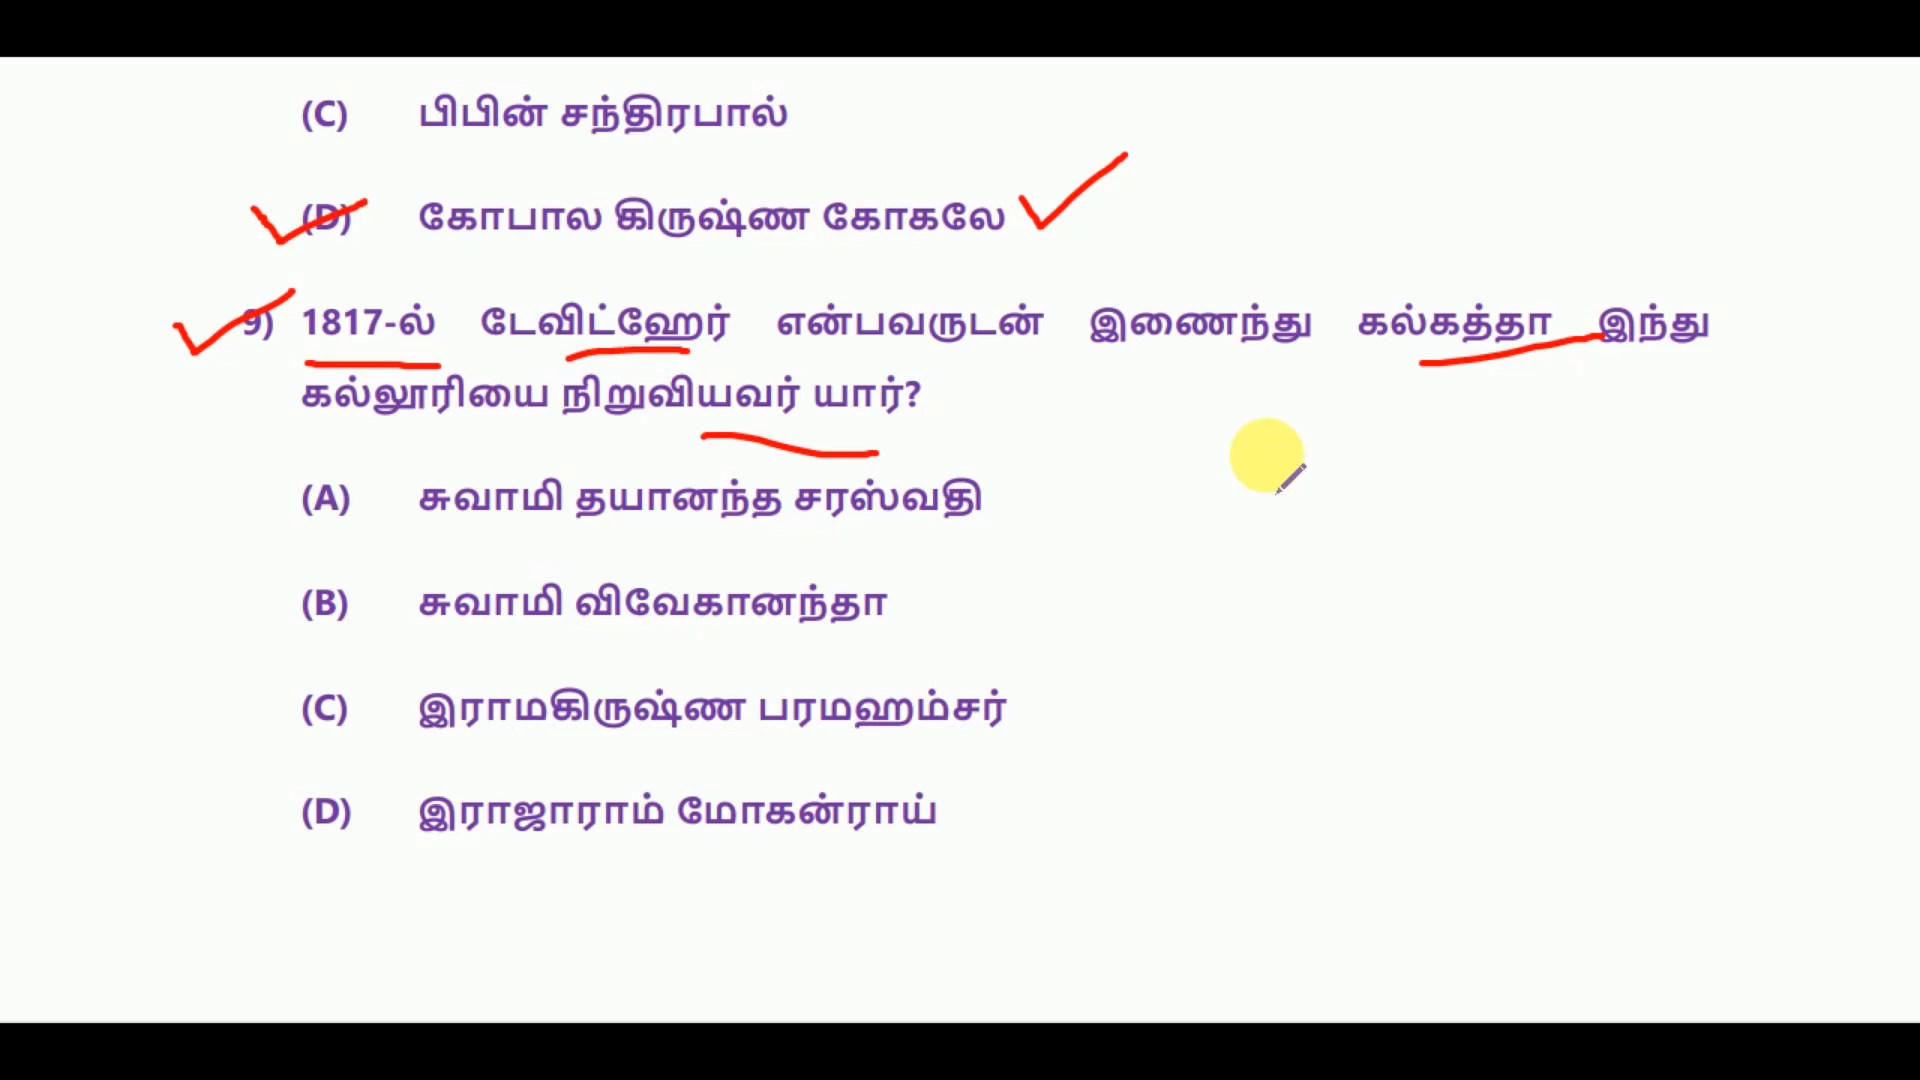 (C) பிபின் சந்திரபால்
(D) கோபால கிருஷ்ண கோகலே
9) 1817-ல் டேவிட்ஹேர் என்பவருடன் இணைந்து கல்கத்தா இந்து
கல்லூரியை நிறுவியவர் யார்?
(A) சுவாமி தயானந்த சரஸ்வதி
(B) சுவாமி விவேகானந்தா
(C) இராமகிருஷ்ண பரமஹம்சர்
(D) இராஜாராம் மோகன்ராய்